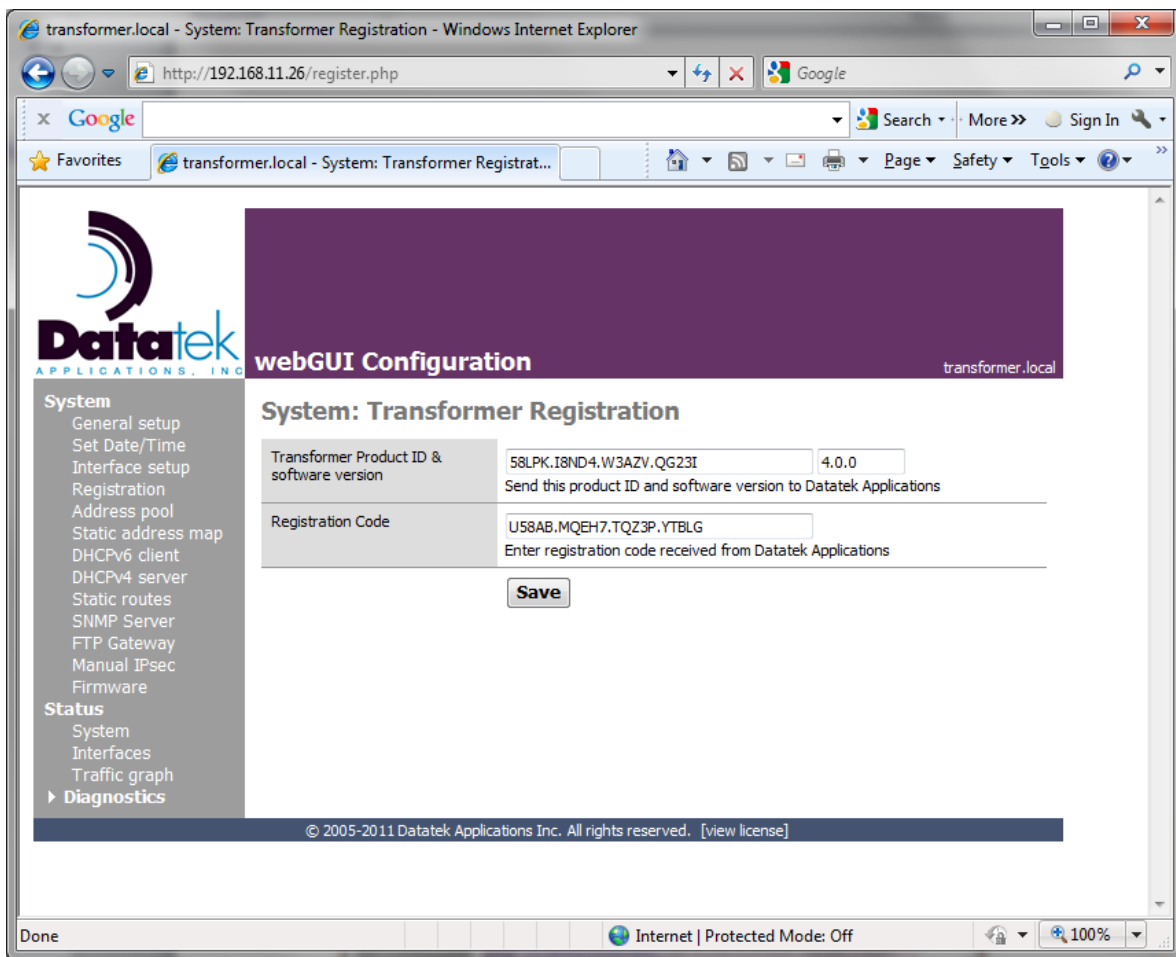 transformer.local - System: Transformer Registration - Windows Internet Explorer
http://192.168.11.26/register.php
Google
x Google
Search More >> Sign In
Favorites
transformer.local - System: Transformer Registrat...
Page Safety Tools
Datatek
APPLICATIONS, INC
webGUI Configuration
transformer.local
System
General setup
Set Date/Time
Interface setup
Registration
Address pool
Static address map
DHCPv6 client
DHCPv4 server
Static routes
SNMP Server
FTP Gateway
Manual IPsec
Firmware
Status
System
Interfaces
Traffic graph
Diagnostics
System: Transformer Registration
Transformer Product ID &
software version
58LPK.I8ND4.W3AZV.QG23I 4.0.0
Send this product ID and software version to Datatek Applications
Registration Code
U58AB.MQEH7.TQZ3P.YTBLG
Enter registration code received from Datatek Applications
Save
© 2005-2011 Datatek Applications Inc. All rights reserved. [view license]
Done
Internet | Protected Mode: Off
100%